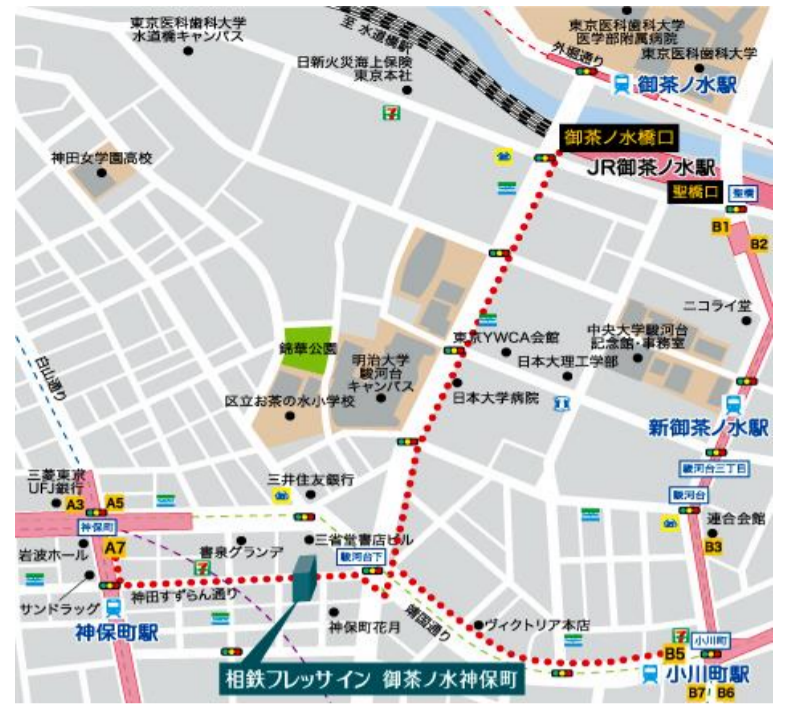 東京医科歯科大学
水道橋キャンパス
至 水道橋駅
東京医科歯科大学
医学部附属病院
東京医科歯科大学
外堀通り
日新火災海上保険
東京本社
御茶ノ水駅
御茶ノ水橋口
JR御茶ノ水駅
神田女学園高校
聖橋口
聖橋
B1
B2
ニコライ堂
錦華公園
東京YWCA会館
中央大学駿河台
記念館・事務室
明治大学
駿河台
キャンパス
日本大理工学部
白山通り
区立お茶の水小学校
日本大学病院
新御茶ノ水駅
駿河台三丁目
三菱東京
UFJ銀行
三井住友銀行
駿河台
A3
A5
連合会館
神保町
三省堂書店ビル
B3
A7
岩波ホール
書泉グランデ
駿河台下
サンドラッグ
神田すずらん通り
靖国通り
神保町駅
神保町花月
ヴィクトリア本店
小川町
B5
小川町駅
相鉄フレッサイン 御茶ノ水神保町
B7
B6